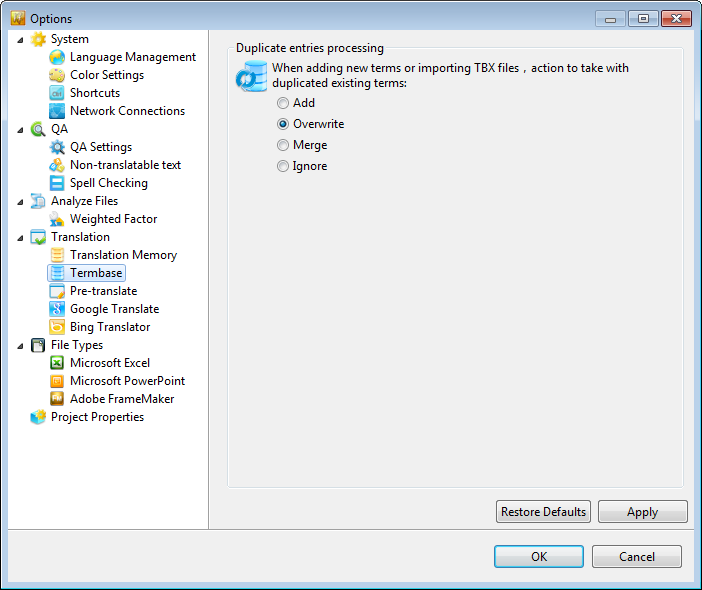 Options
System
Language Management
Color Settings
Shortcuts
Network Connections
QA
QA Settings
Non-translatable text
Spell Checking
Analyze Files
Weighted Factor
Translation
Translation Memory
Termbase
Pre-translate
Google Translate
Bing Translator
File Types
Microsoft Excel
Microsoft PowerPoint
Adobe FrameMaker
Project Properties
Duplicate entries processing
When adding new terms or importing TBX files，action to take with
duplicated existing terms:
Add
Overwrite
Merge
Ignore
Restore Defaults
Apply
OK
Cancel